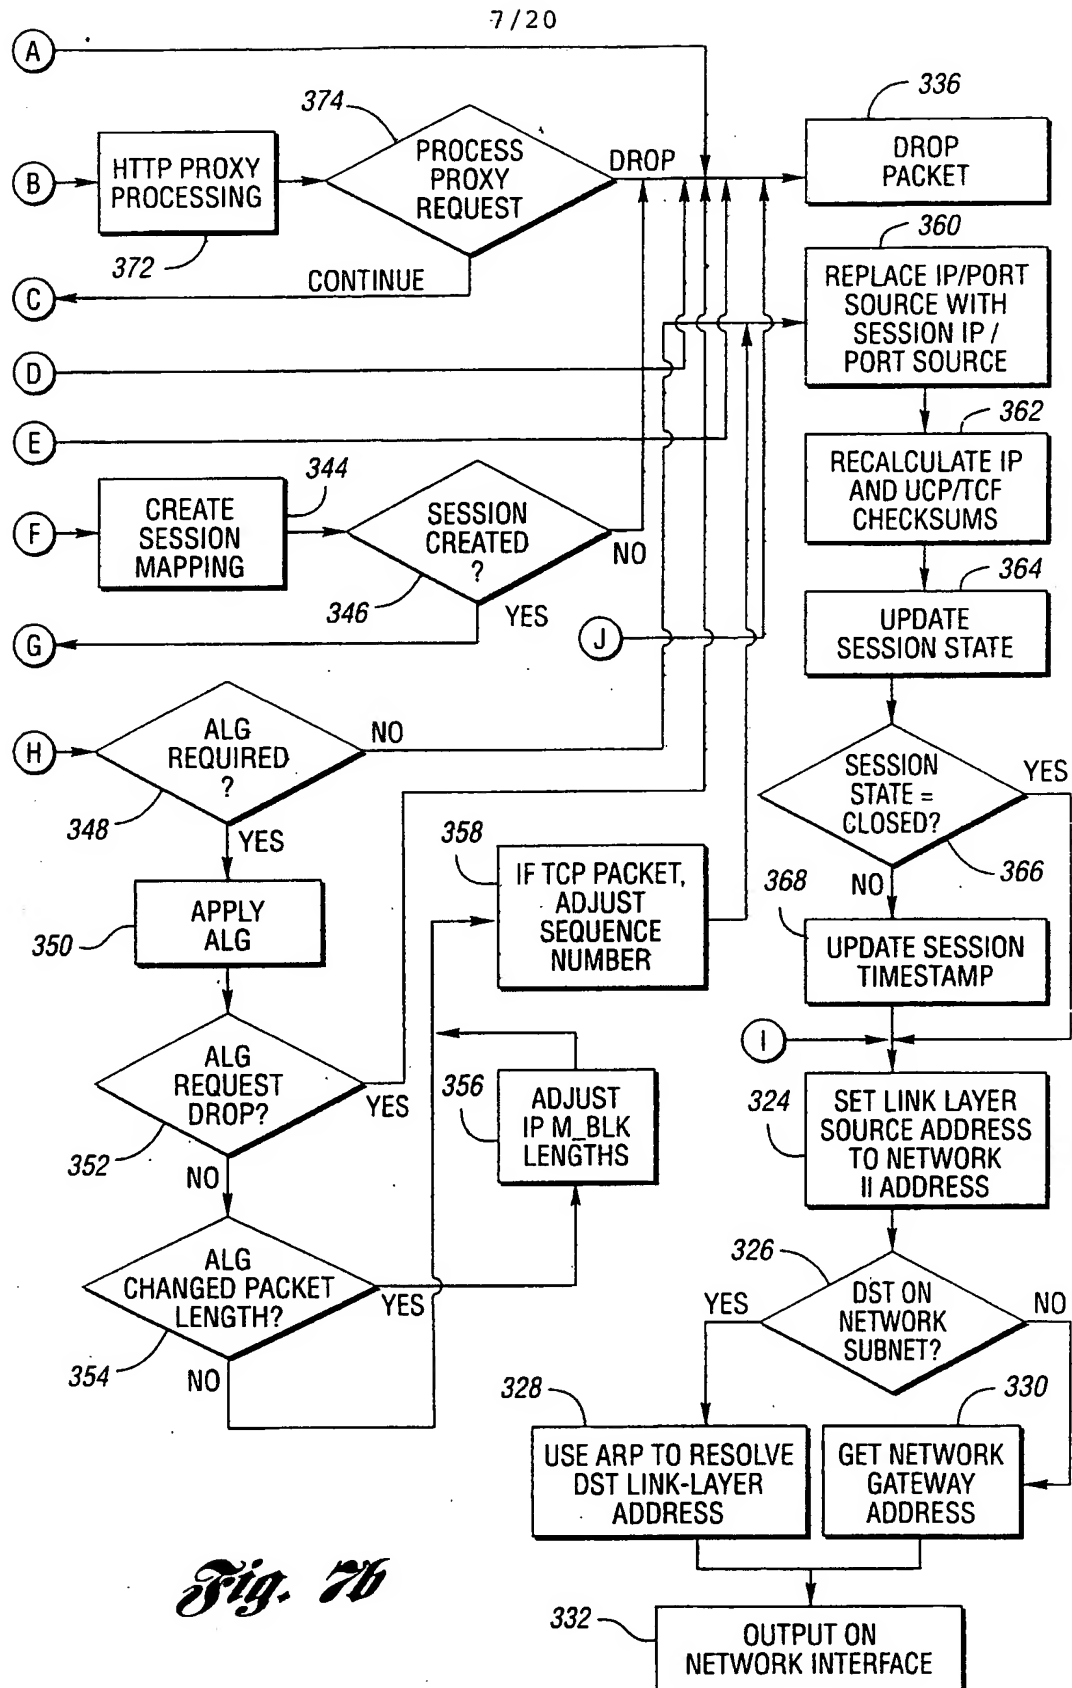 7/20
A
374
336
B
HTTP PROXY
PROCESSING
PROCESS
PROXY
REQUEST
DROP
DROP
PACKET
372
360
C
CONTINUE
REPLACE IP/PORT
SOURCE WITH
SESSION IP /
PORT SOURCE
D
E
362
RECALCULATE IP
AND UCP/TCF
CHECKSUMS
344
F
CREATE
SESSION
MAPPING
SESSION
CREATED
?
NO
346
YES
364
G
J
UPDATE
SESSION STATE
H
ALG
REQUIRED
?
NO
348
YES
SESSION
STATE =
CLOSED?
YES
366
NO
358
IF TCP PACKET,
ADJUST
SEQUENCE
NUMBER
368
350
APPLY
ALG
UPDATE SESSION
TIMESTAMP
I
ALG
REQUEST
DROP?
YES
352
NO
356
ADJUST
IP M_BLK
LENGTHS
324
SET LINK LAYER
SOURCE ADDRESS
TO NETWORK
II ADDRESS
ALG
CHANGED PACKET
LENGTH?
YES
354
NO
326
YES
DST ON
NETWORK
SUBNET?
NO
328
330
USE ARP TO RESOLVE
DST LINK-LAYER
ADDRESS
GET NETWORK
GATEWAY
ADDRESS
Fig. 7b
332
OUTPUT ON
NETWORK INTERFACE